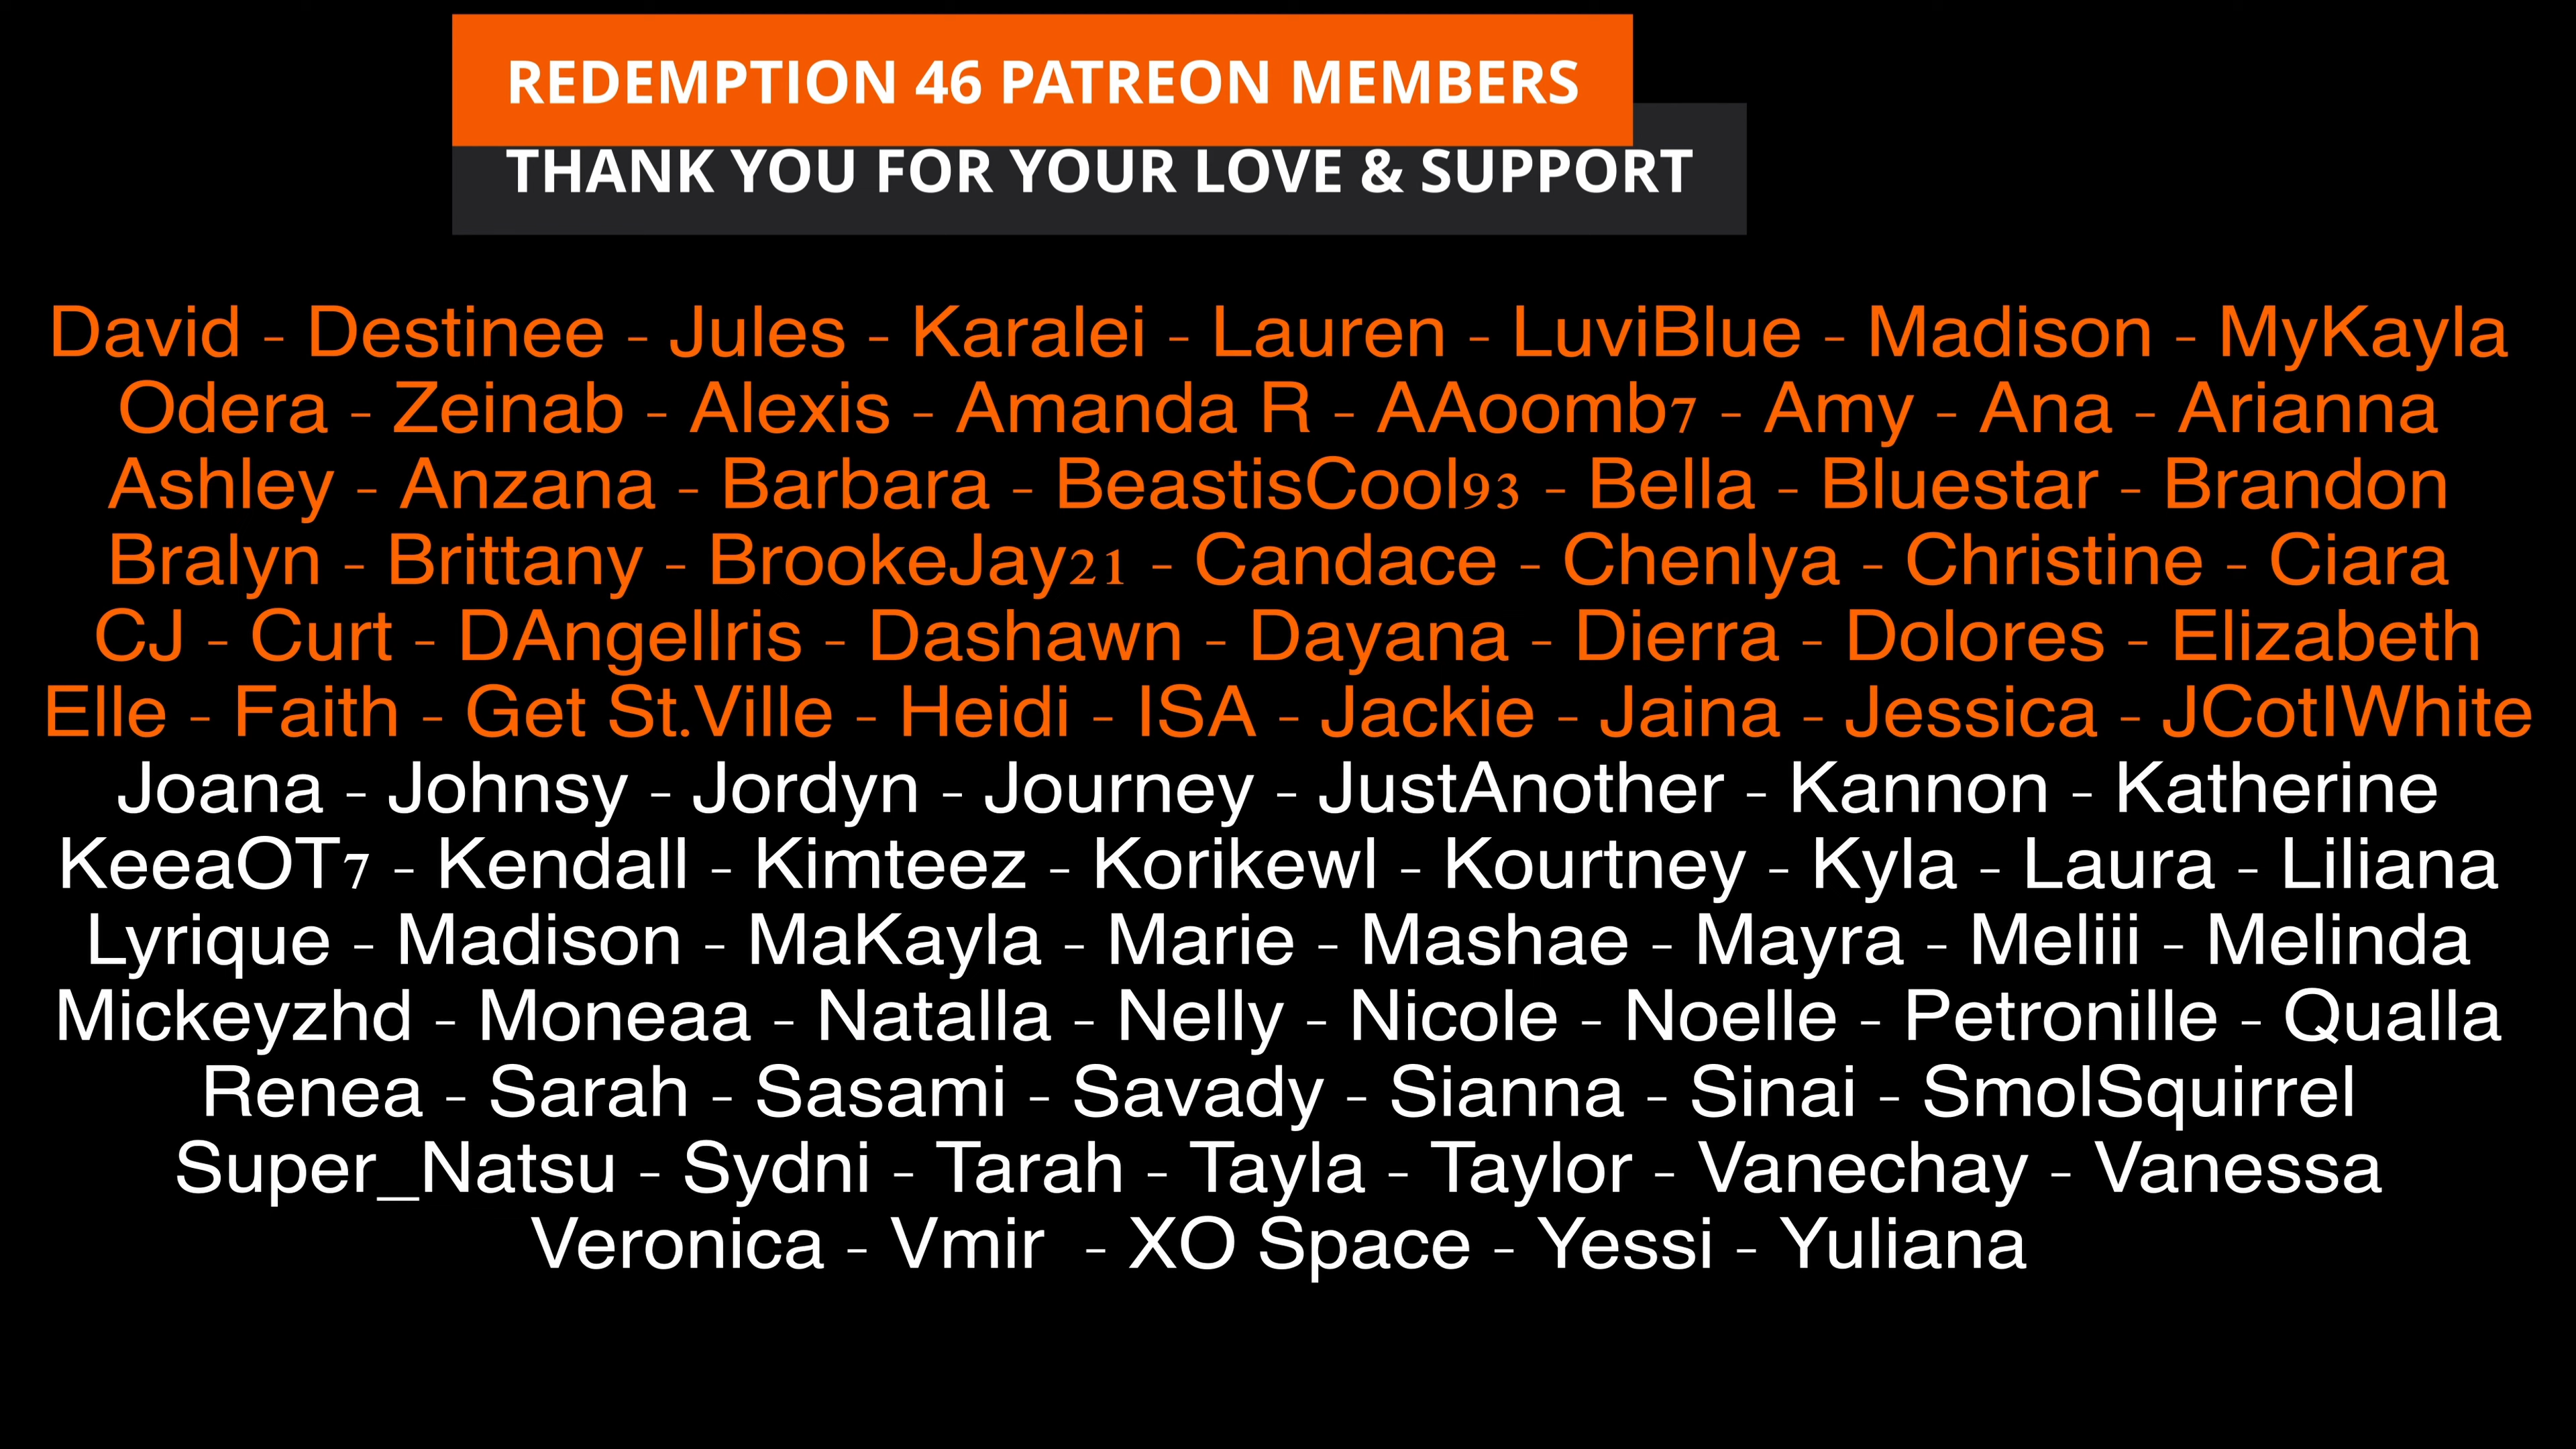 REDEMPTION 46 PATREON MEMBERS
THANK YOU FOR YOUR LOVE & SUPPORT
David - Destinee - Jules - Karalei - Lauren - LuviBlue - Madison - MyKayla
Odera - Zeinab - Alexis - Amanda R - AAoomb7 - Amy - Ana - Arianna
Ashley - Anzana - Barbara - BeastisCool93 - Bella - Bluestar - Brandon
Bralyn - Brittany - BrookeJay21 - Candace - Chenlya - Christine - Ciara
CJ - Curt - DAngelIris - Dashawn - Dayana - Dierra - Dolores - Elizabeth
Elle - Faith - Get St.Ville - Heidi - ISA - Jackie - Jaina - Jessica - JCotlWhite
Joana - Johnsy - Jordyn - Journey - JustAnother - Kannon - Katherine
KeeaOT7 - Kendall - Kimteez - Korikewl - Kourtney - Kyla - Laura - Liliana
Lyrique - Madison - MaKayla - Marie - Mashae - Mayra - Meliii - Melinda
Mickeyzhd - Moneaa - Natalla - Nelly - Nicole - Noelle - Petronille - Qualla
Renea - Sarah - Sasami - Savady - Sianna - Sinai - SmolSquirrel
Super_Natsu - Sydni - Tarah - Tayla - Taylor - Vanechay - Vanessa
Veronica - Vmir - XO Space - Yessi - Yuliana